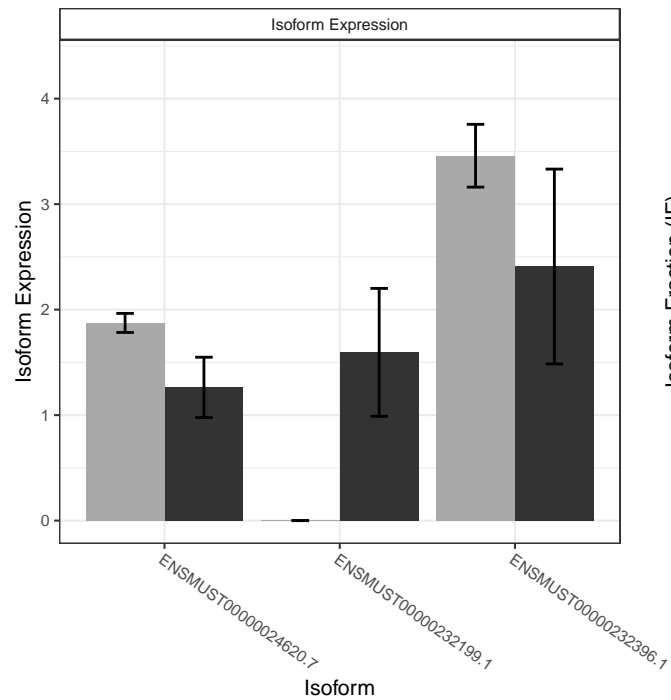 Isoform Expression
Isoform Expression
4
3
2
1
0
ENSMUST00000024620.7
ENSMUST00000232199.1
ENSMUST00000232396.1
Isoform
Isoform Fraction (IF)